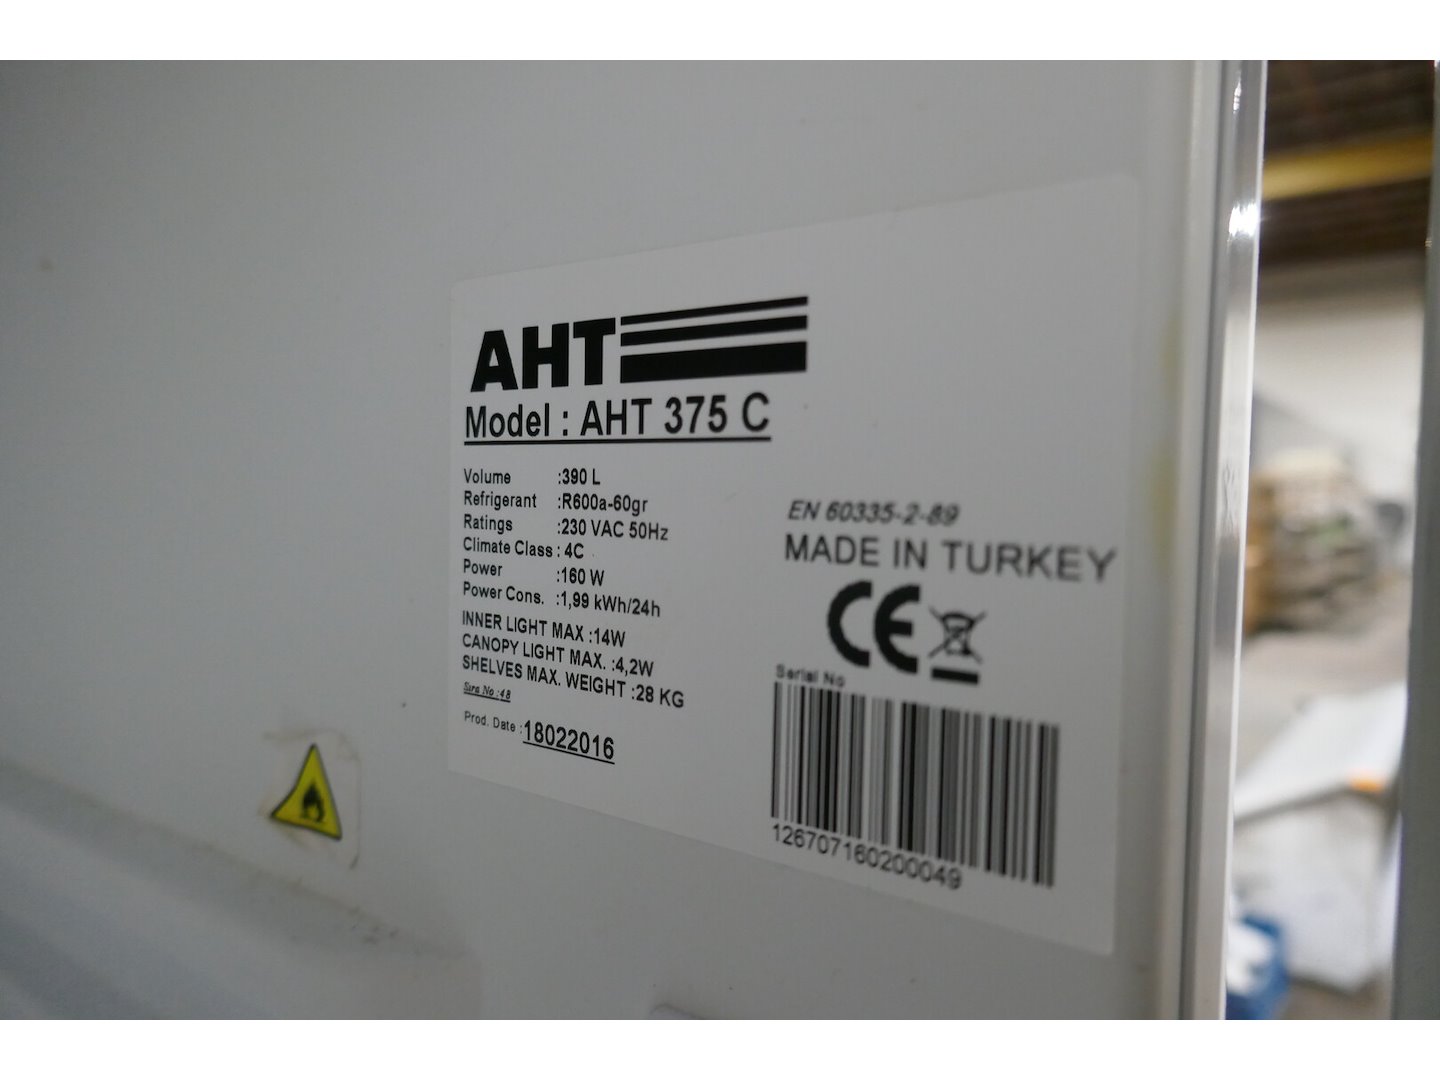 AHT
Model : AHT 375 C
Volume :390 L
Refrigerant :R600a-60gr
Ratings :230 VAC 50Hz
Climate Class : 4C
Power :160 W
Power Cons. :1,99 kWh/24h
INNER LIGHT MAX :14W
CANOPY LIGHT MAX. :4,2W
SHELVES MAX. WEIGHT :28 KG
Sıra No :48
Prod. Date : 18022016
EN 60335-2-89
MADE IN TURKEY
CE
Serial No
126707160200049